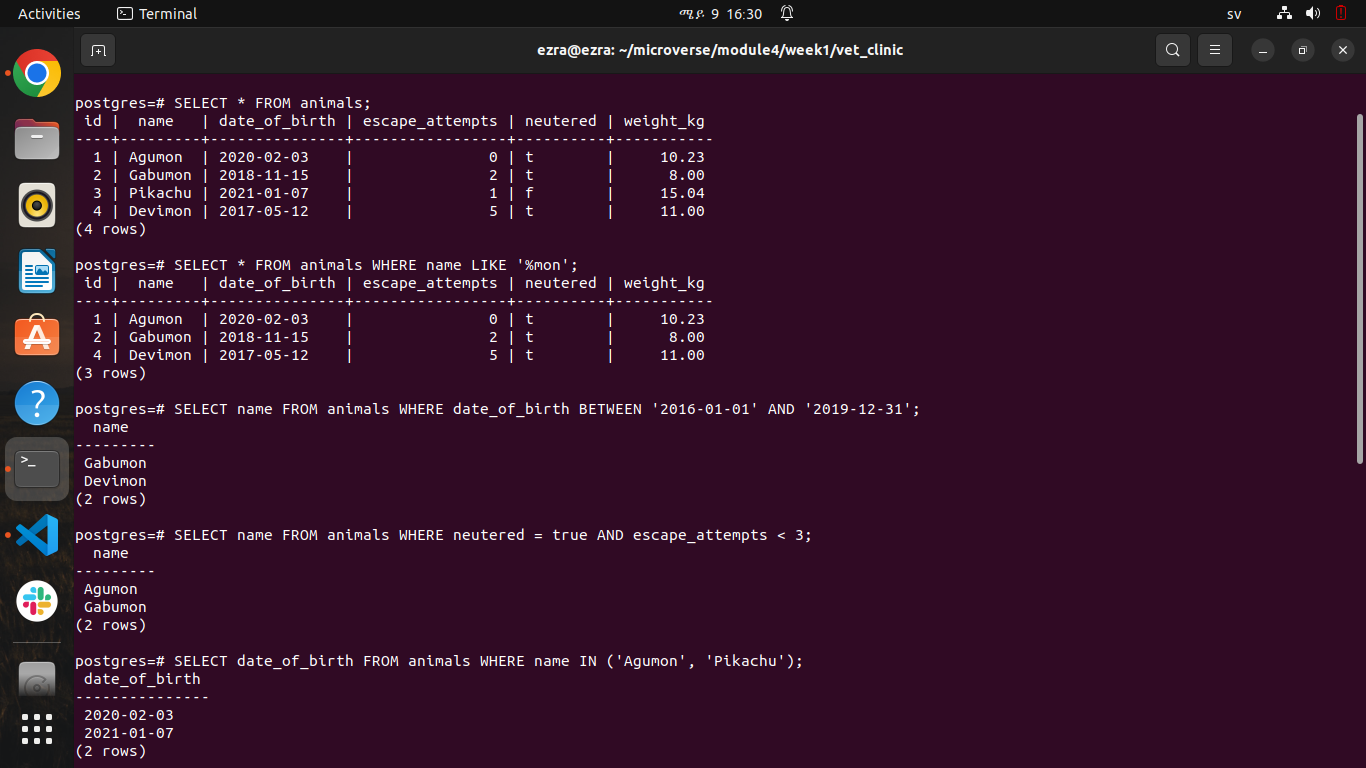 Activities Terminal ሜይ 9 16:30 sv
ezra@ezra: ~/microverse/module4/week1/vet_clinic
postgres=# SELECT * FROM animals;
 id |  name   | date_of_birth | escape_attempts | neutered | weight_kg
----+---------+---------------+-----------------+----------+-----------
  1 | Agumon  | 2020-02-03    |               0 | t        |     10.23
  2 | Gabumon | 2018-11-15    |               2 | t        |      8.00
  3 | Pikachu | 2021-01-07    |               1 | f        |     15.04
  4 | Devimon | 2017-05-12    |               5 | t        |     11.00
(4 rows)
postgres=# SELECT * FROM animals WHERE name LIKE '%mon';
 id |  name   | date_of_birth | escape_attempts | neutered | weight_kg
----+---------+---------------+-----------------+----------+-----------
  1 | Agumon  | 2020-02-03    |               0 | t        |     10.23
  2 | Gabumon | 2018-11-15    |               2 | t        |      8.00
  4 | Devimon | 2017-05-12    |               5 | t        |     11.00
(3 rows)
postgres=# SELECT name FROM animals WHERE date_of_birth BETWEEN '2016-01-01' AND '2019-12-31';
  name
---------
 Gabumon
 Devimon
(2 rows)
postgres=# SELECT name FROM animals WHERE neutered = true AND escape_attempts < 3;
  name
---------
 Agumon
 Gabumon
(2 rows)
postgres=# SELECT date_of_birth FROM animals WHERE name IN ('Agumon', 'Pikachu');
 date_of_birth
---------------
 2020-02-03
 2021-01-07
(2 rows)